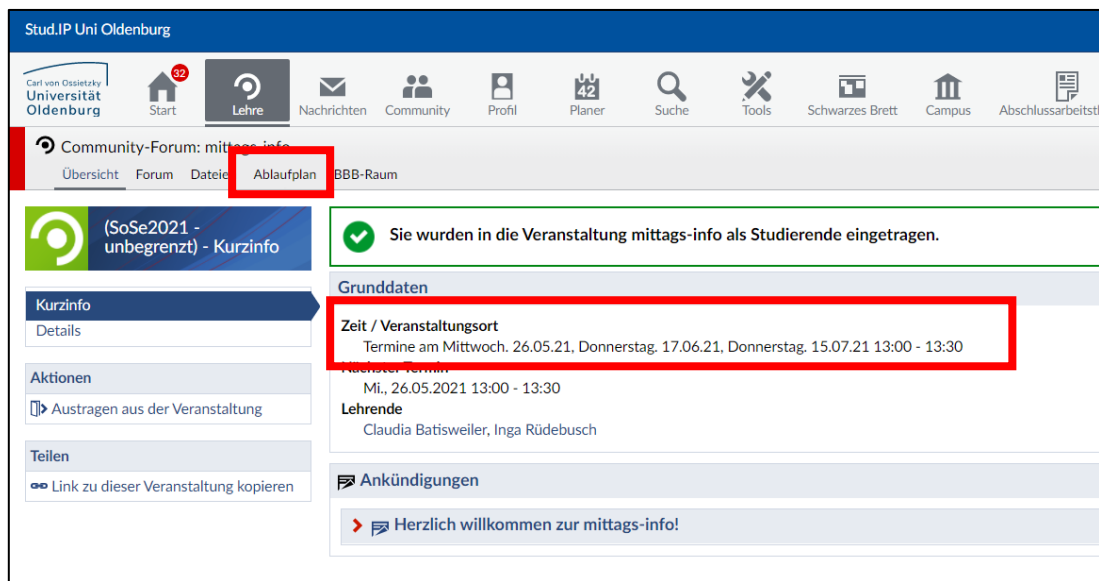 Stud.IP Uni Oldenburg
Carl von Ossietzky
Universität
Oldenburg
32
Start
Lehre
Nachrichten
Community
Profil
42
Planer
Suche
Tools
Schwarzes Brett
Campus
Abschlussarbeitst
Community-Forum: mittags-info
Übersicht Forum Dateie Ablaufplan BBB-Raum
(SoSe2021 -
unbegrenzt) - Kurzinfo
Kurzinfo
Details
Aktionen
Austragen aus der Veranstaltung
Teilen
Link zu dieser Veranstaltung kopieren
Sie wurden in die Veranstaltung mittags-info als Studierende eingetragen.
Grunddaten
Zeit / Veranstaltungsort
Termine am Mittwoch. 26.05.21, Donnerstag. 17.06.21, Donnerstag. 15.07.21 13:00 - 13:30
Nächster Termin
Mi., 26.05.2021 13:00 - 13:30
Lehrende
Claudia Batisweiler, Inga Rüdebusch
Ankündigungen
Herzlich willkommen zur mittags-info!